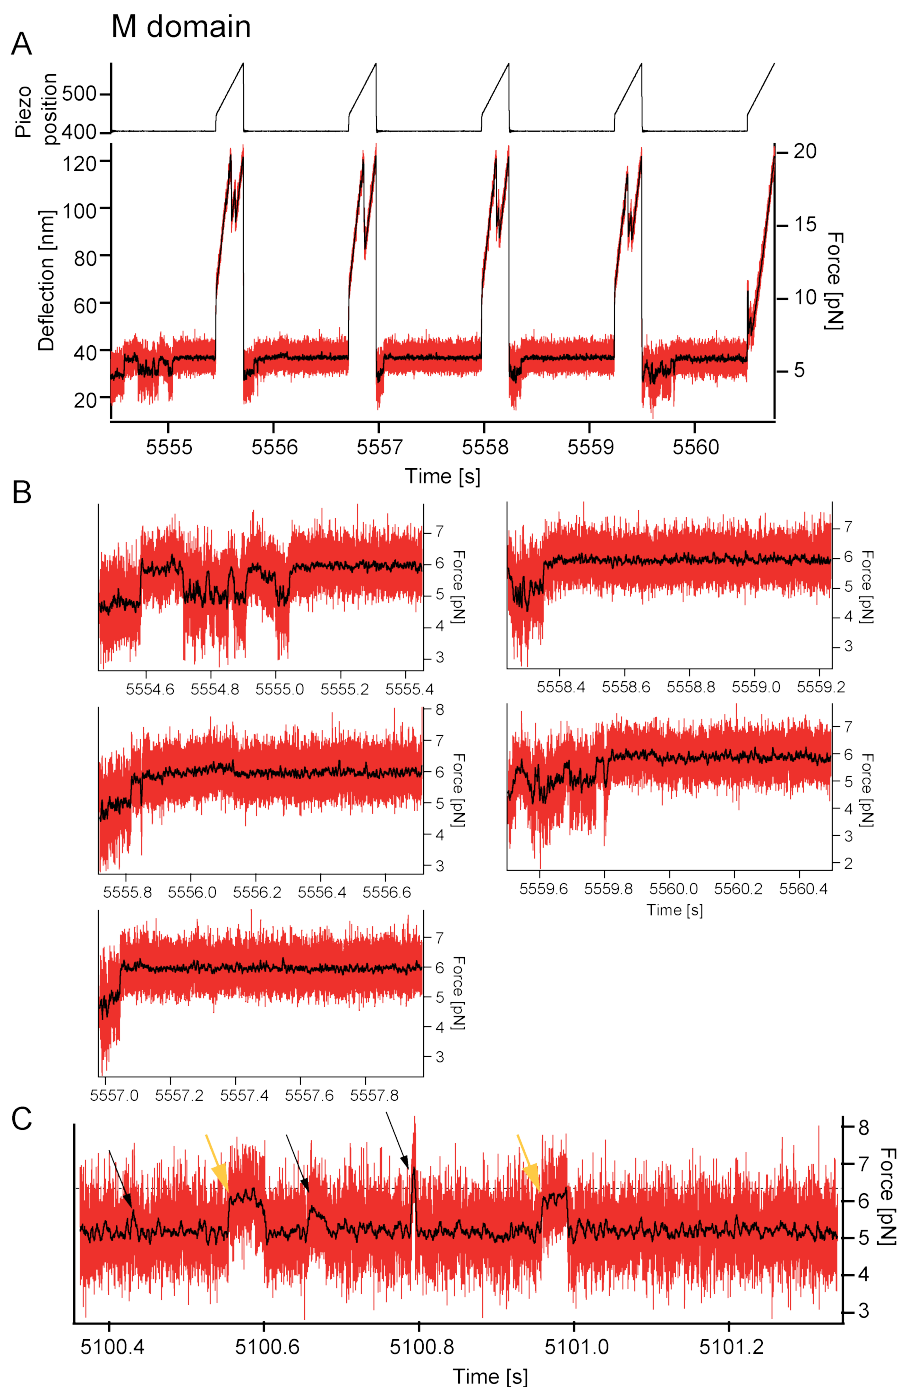 M domain
A
Piezo
position
500
400
120
100
80
60
40
20
Deflection [nm]
20
15
10
5
Force [pN]
5555 5556 5557 5558 5559 5560
Time [s]
B
7
6
5
4
3
Force [pN]
5554.6 5554.8 5555.0 5555.2 5555.4
7
6
5
4
3
Force [pN]
5558.4 5558.6 5558.8 5559.0 5559.2
8
7
6
5
4
3
Force [pN]
5555.8 5556.0 5556.2 5556.4 5556.6
7
6
5
4
3
2
Force [pN]
5559.6 5559.8 5560.0 5560.2 5560.4
Time [s]
7
6
5
4
3
Force [pN]
5557.0 5557.2 5557.4 5557.6 5557.8
C
8
7
6
5
4
3
Force [pN]
5100.4 5100.6 5100.8 5101.0 5101.2
Time [s]